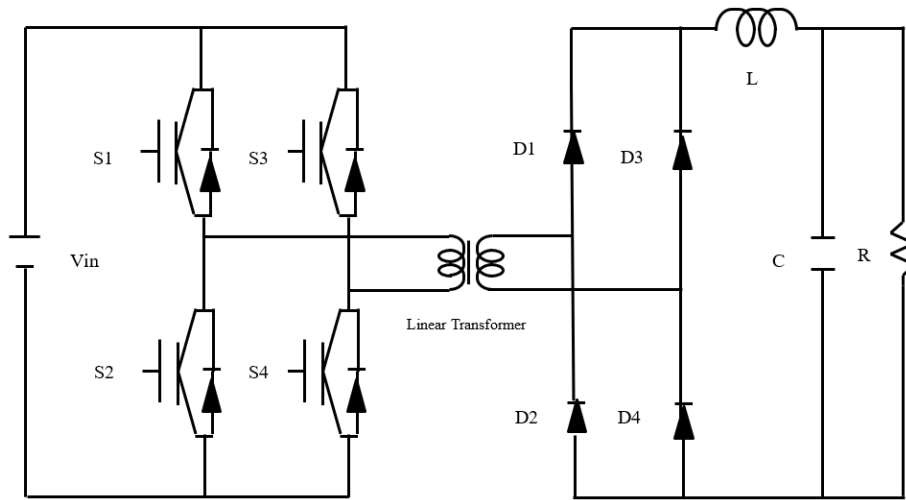 L
S1
S3
D1
D3
Vin
C
R
Linear Transformer
S2
S4
D2
D4